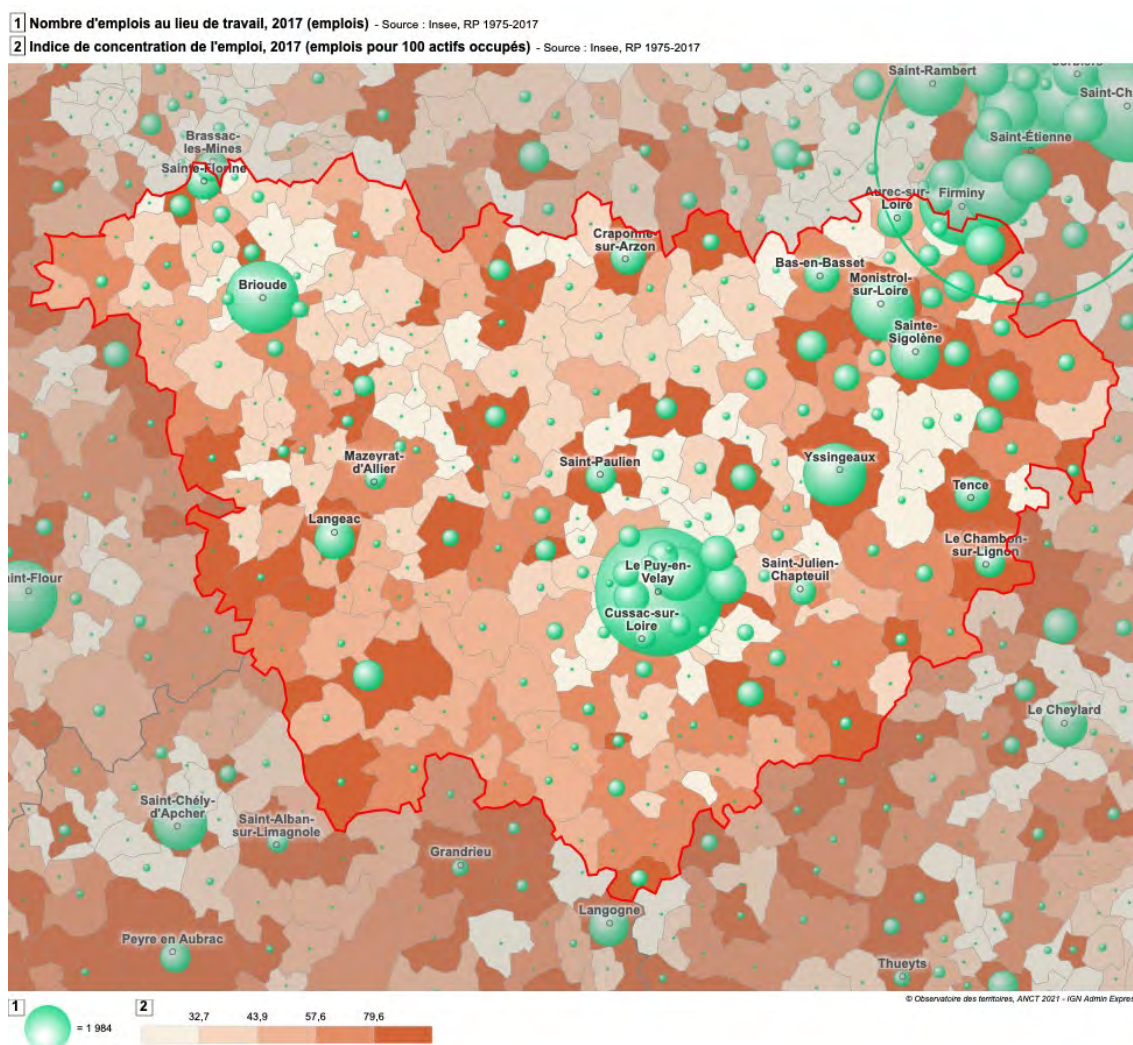 1 Nombre d'emplois au lieu de travail, 2017 (emplois) - Source : Insee, RP 1975-2017
2 Indice de concentration de l'emploi, 2017 (emplois pour 100 actifs occupés) - Source : Insee, RP 1975-2017
Saint-Rambert
Saint-Ch
Brassac-
les-Mines
Saint-Étienne
Sainte-Florine
Aurec-sur-
Loire
Firminy
Craponne-
sur-Arzon
Bas-en-Basset
Monistrol-
sur-Loire
Brioude
Sainte-
Sigolène
Mazeyrat-
d'Allier
Saint-Paulien
Yssingeaux
Tence
Langeac
Le Chambon-
sur-Lignon
aint-Flour
Le Puy-en-
Velay
Saint-Julien-
Chapteuil
Cussac-sur-
Loire
Le Cheylard
Saint-Chély-
d'Apcher
Saint-Alban-
sur-Limagnole
Grandrieu
Langogne
Peyre en Aubrac
Thueyts
© Observatoire des territoires, ANCT 2021 - IGN Admin Expres
1
= 1 984
2
32,7 43,9 57,6 79,6